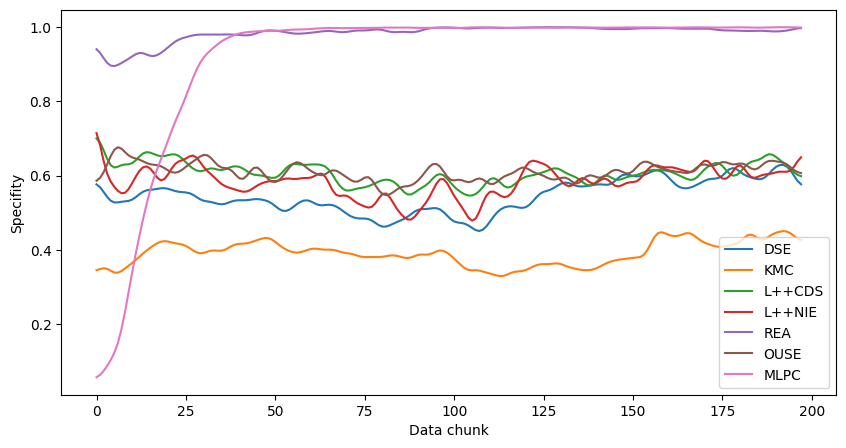 1.0
0.8
0.6
0.4
0.2
Specifity
0
25
50
75
100
125
150
175
200
Data chunk
DSE
KMC
L++CDS
L++NIE
REA
OUSE
MLPC